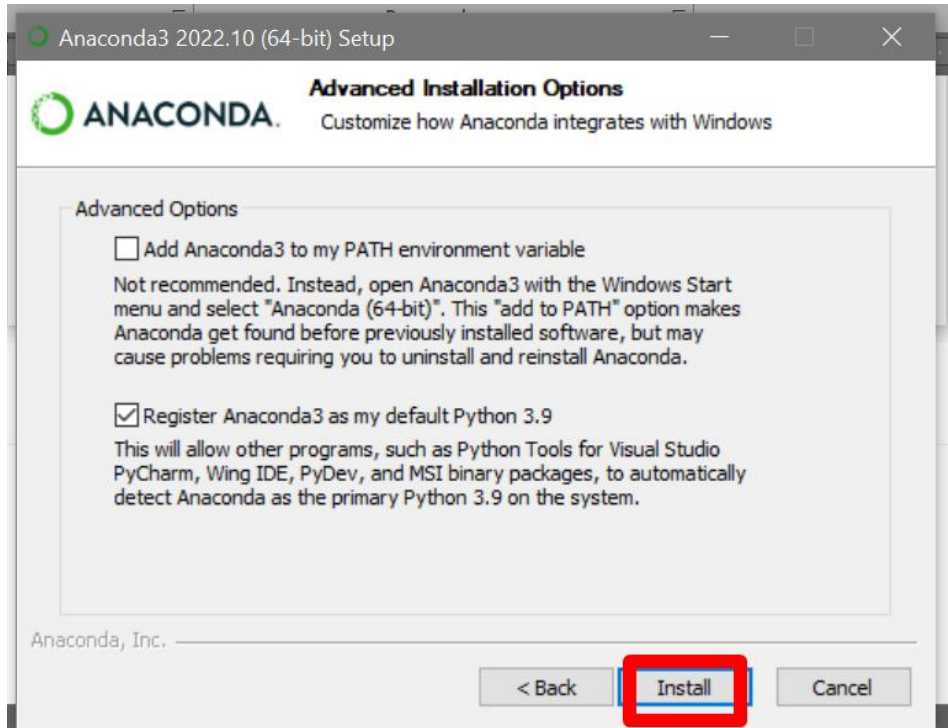 Anaconda3 2022.10 (64-bit) Setup
ANACONDA.
Advanced Installation Options
Customize how Anaconda integrates with Windows
Advanced Options
Add Anaconda3 to my PATH environment variable
Not recommended. Instead, open Anaconda3 with the Windows Start
menu and select "Anaconda (64-bit)". This "add to PATH" option makes
Anaconda get found before previously installed software, but may
cause problems requiring you to uninstall and reinstall Anaconda.
Register Anaconda3 as my default Python 3.9
This will allow other programs, such as Python Tools for Visual Studio
PyCharm, Wing IDE, PyDev, and MSI binary packages, to automatically
detect Anaconda as the primary Python 3.9 on the system.
Anaconda, Inc.
< Back
Install
Cancel